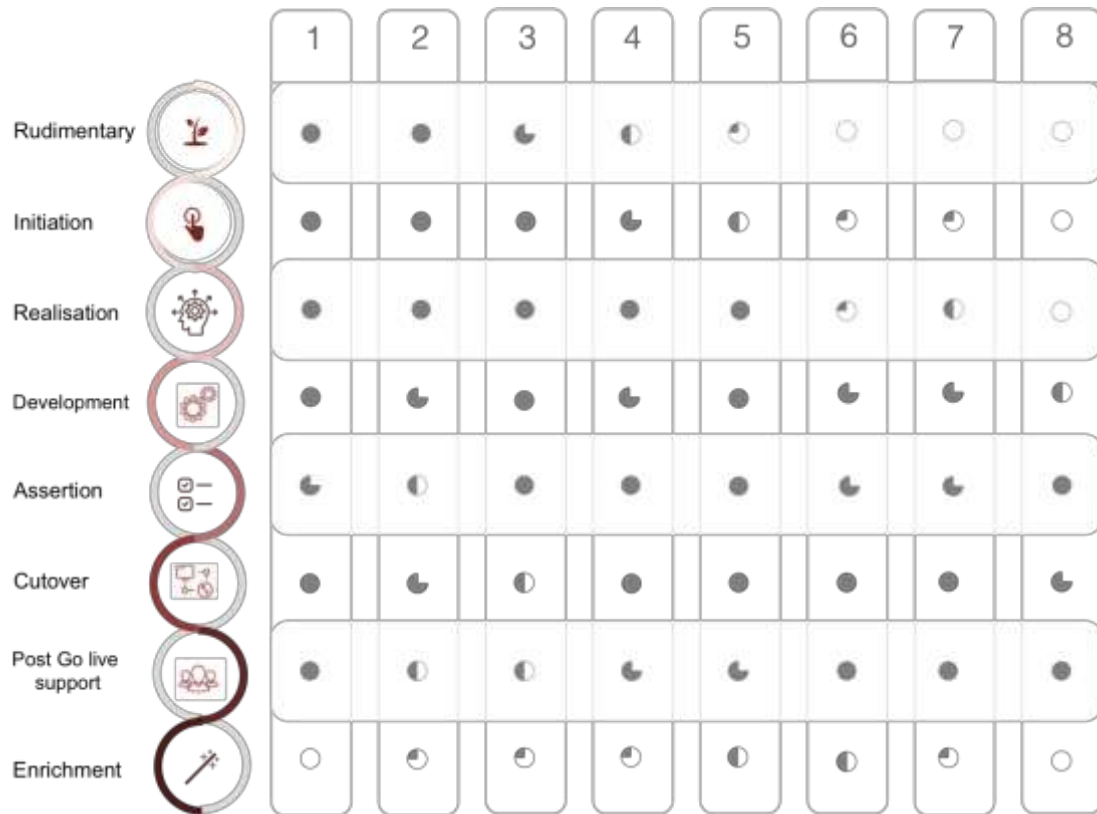 1 2 3 4 5 6 7 8
Rudimentary
Initiation
Realisation
Development
Assertion
Cutover
Post Go live
support
Enrichment